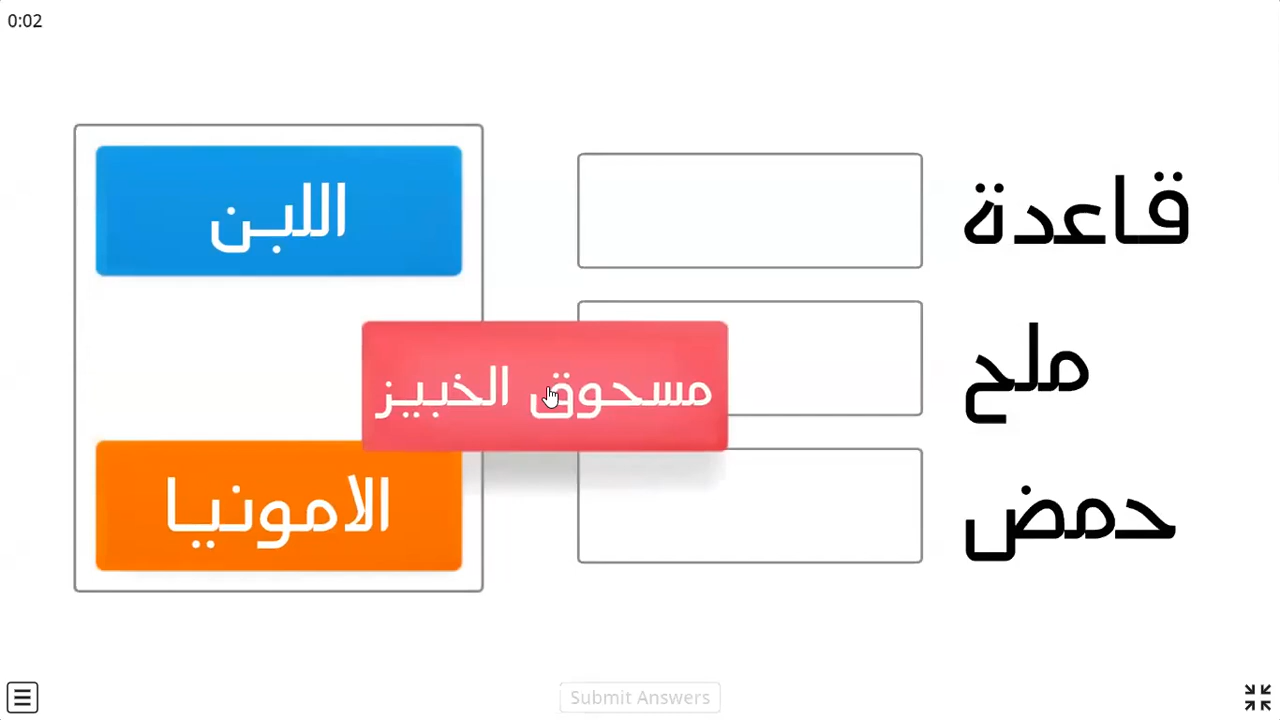 0:02
اللبن
مسحوق الخبيز
الامونيا
قاعدة
ملح
حمض
Submit Answers